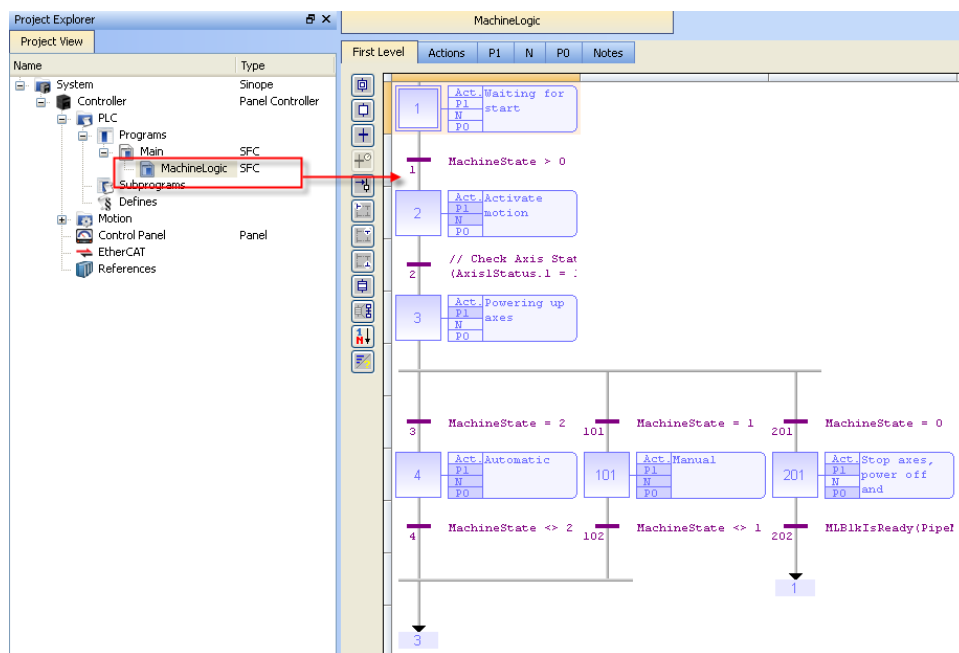 Project Explorer
MachineLogic
Project View
First Level Actions P1 N P0 Notes
Name Type
System Sinope
Controller Panel Controller
PLC
Programs
Main SFC
MachineLogic SFC
Subprograms
Defines
Motion
Control Panel Panel
EtherCAT
References
1
Act. Waiting for
P1 start
N
P0
1 MachineState > 0
2
Act. Activate
P1 motion
N
P0
2
// Check Axis Stat
(Axis1Status.1 =
3
Act. Powering up
P1 axes
N
P0
3 MachineState = 2
101 MachineState = 1
201 MachineState = 0
4
Act. Automatic
P1
N
P0
101
Act. Manual
P1
N
P0
201
Act. Stop axes,
P1 power off
N and
P0
4 MachineState <> 2
102 MachineState <> 1
202 MLBlkIsReady(Pipe
1
3